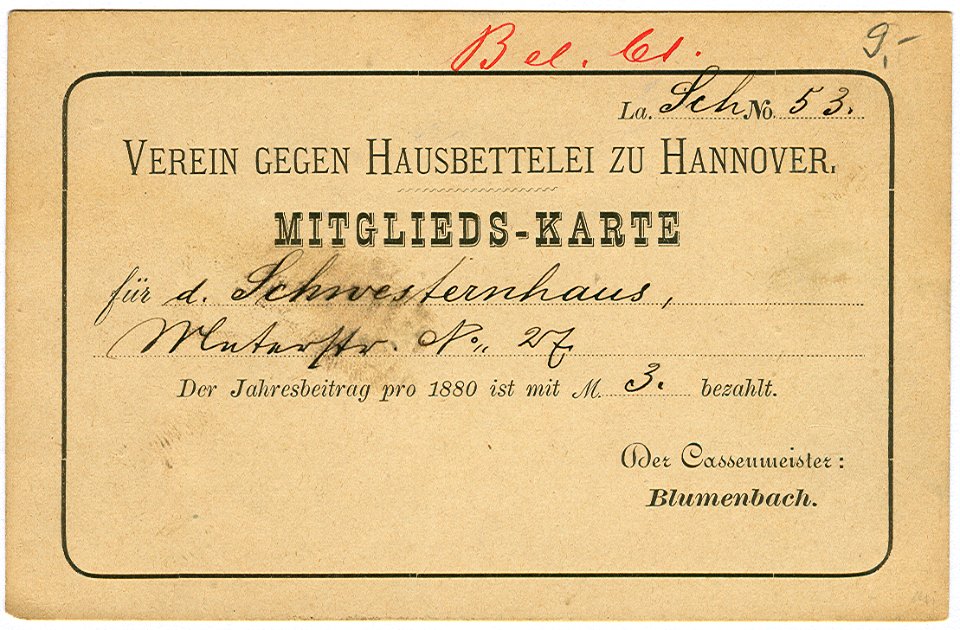 Bel. Ct.
9,-
La. Sch No. 53.
VEREIN GEGEN HAUSBETTELEI ZU HANNOVER.
MITGLIEDS-KARTE
für d. Schwesternhaus,
No. 27
Der Jahresbeitrag pro 1880 ist mit M. 3. bezahlt.
Der Cassenmeister:
Blumenbach.